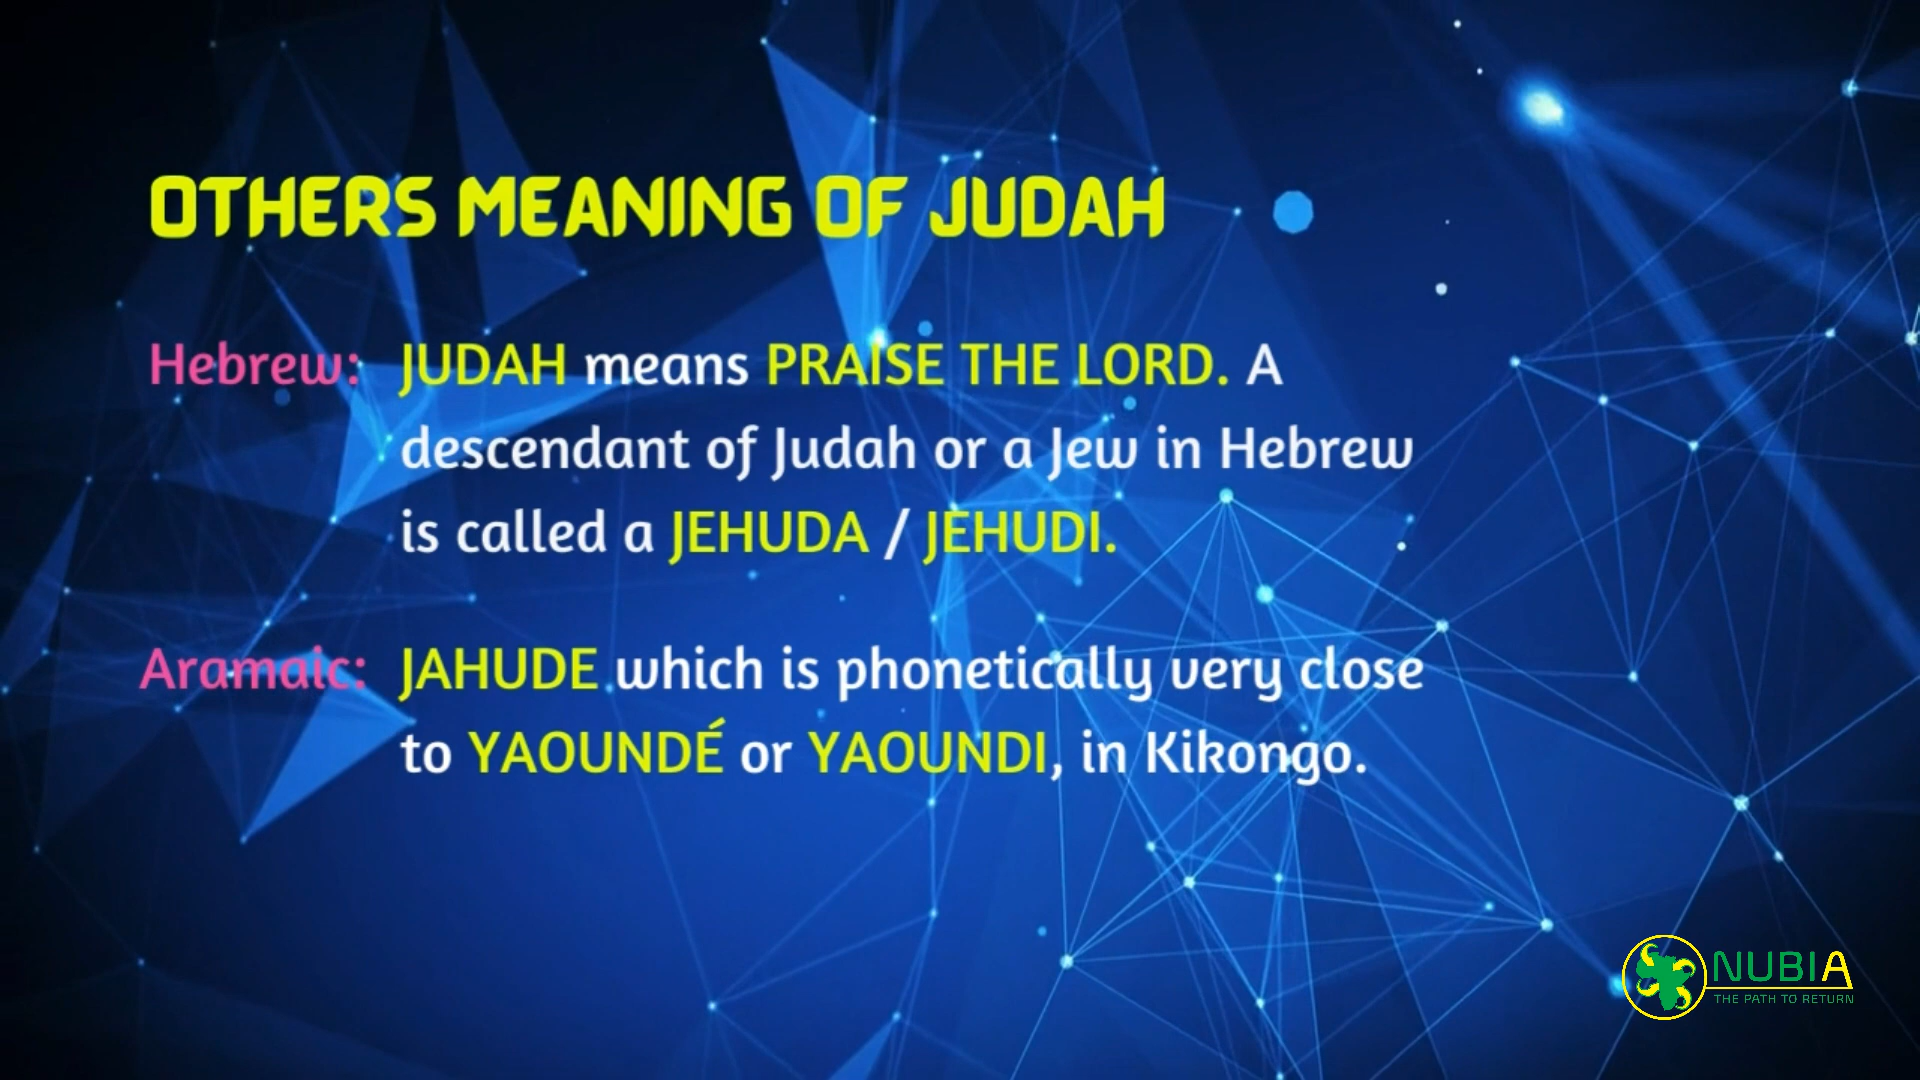 OTHERS MEANING OF JUDAH
Hebrew: JUDAH means PRAISE THE LORD. A
descendant of Judah or a Jew in Hebrew
is called a JEHUDA / JEHUDI.
Aramaic: JAHUDE which is phonetically very close
to YAOUNDÉ or YAOUNDI, in Kikongo.
NUBIA
THE PATH TO RETURN